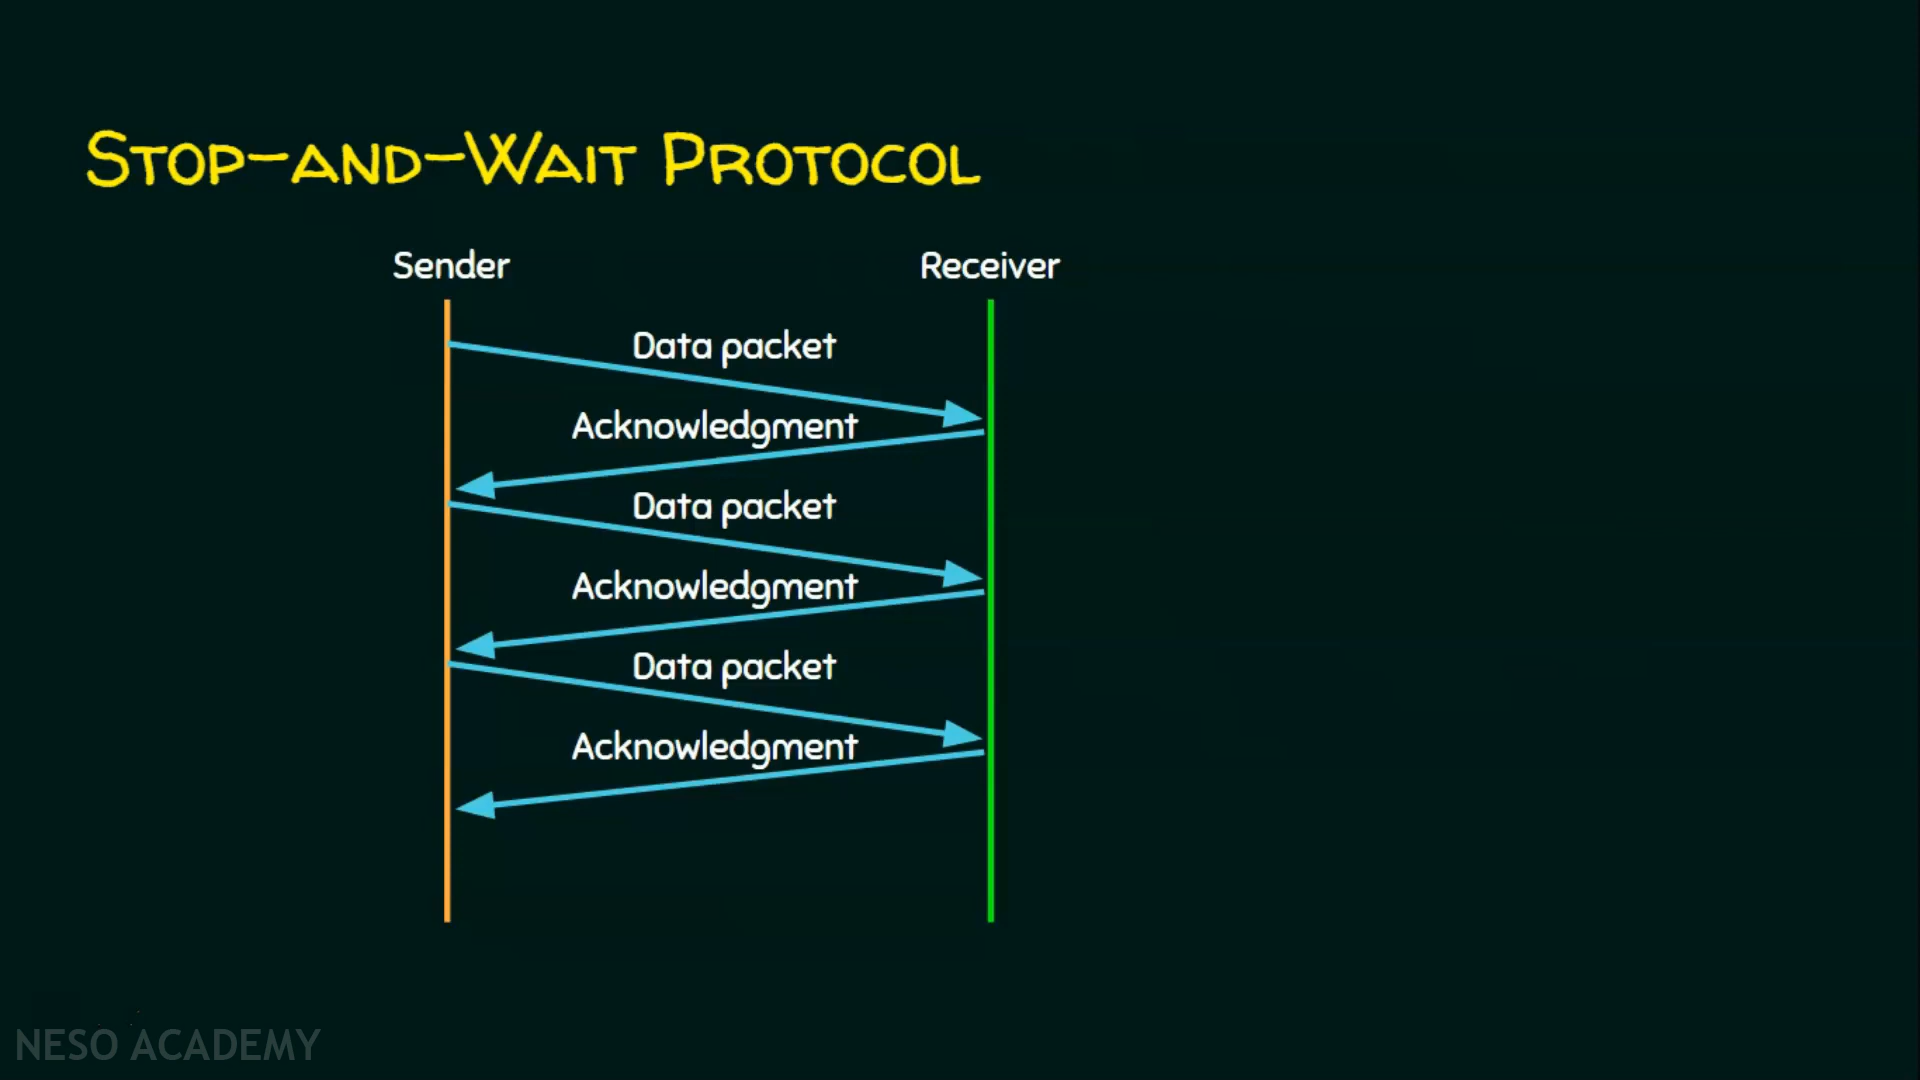 Stop-and-Wait Protocol
Sender Receiver
Data packet
Acknowledgment
Data packet
Acknowledgment
Data packet
Acknowledgment
NESO ACADEMY